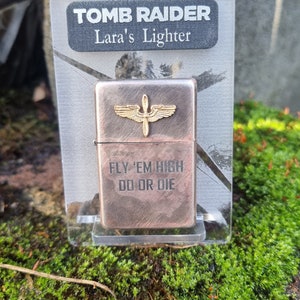 TOMB RAIDER
Lara's Lighter
FLY 'EM HIGH
DO OR DIE